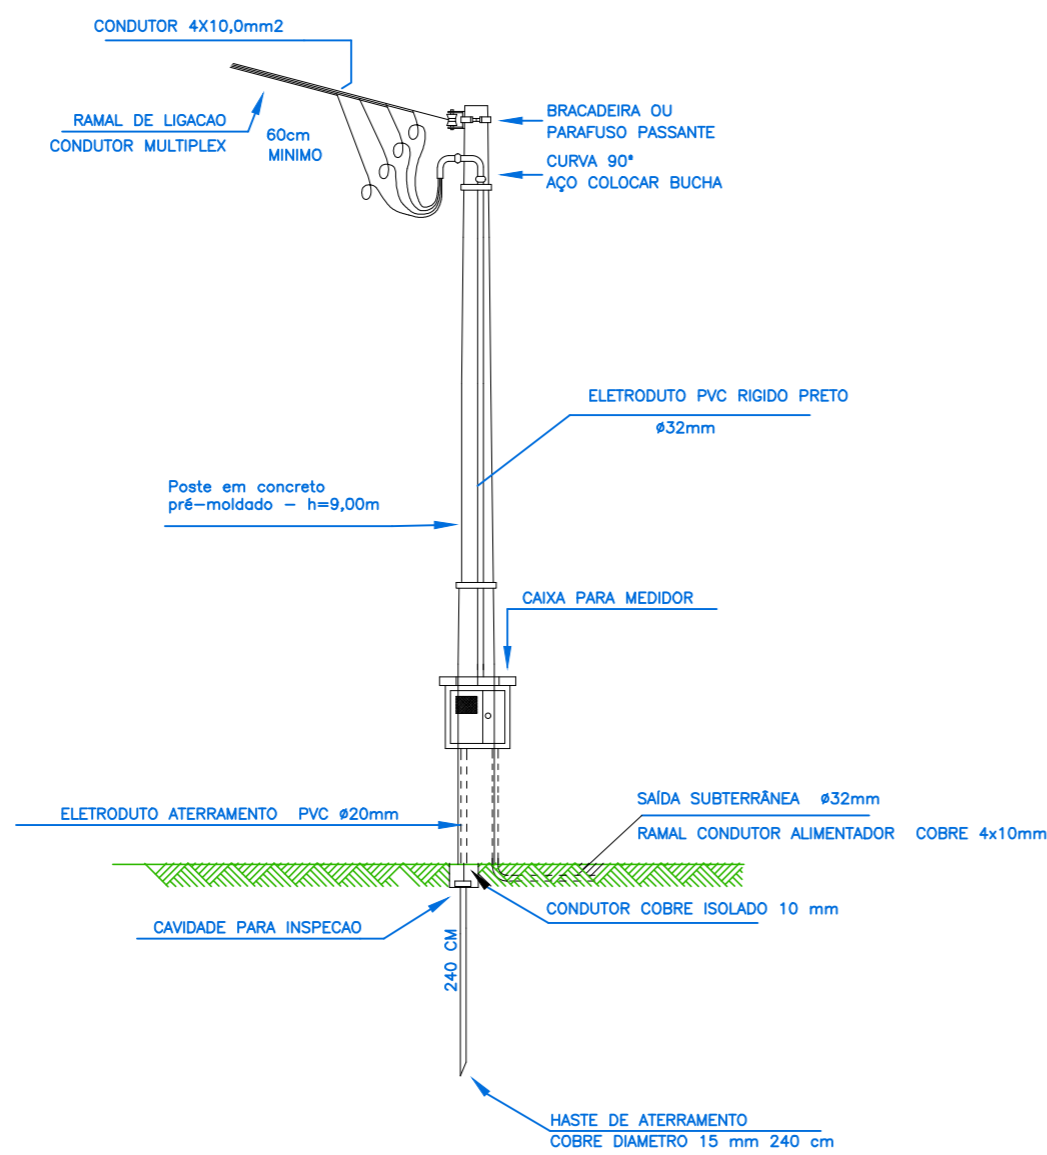 CONDUTOR 4X10,0mm2
RAMAL DE LIGACAO
CONDUTOR MULTIPLEX
60cm
MINIMO
BRACADEIRA OU
PARAFUSO PASSANTE
CURVA 90º
AÇO COLOCAR BUCHA
ELETRODUTO PVC RIGIDO PRETO
ø32mm
Poste em concreto
pré-moldado - h=9,00m
CAIXA PARA MEDIDOR
ELETRODUTO ATERRAMENTO PVC ø20mm
SAÍDA SUBTERRÂNEA ø32mm
RAMAL CONDUTOR ALIMENTADOR COBRE 4x10mm
CONDUTOR COBRE ISOLADO 10 mm
CAVIDADE PARA INSPECAO
240 CM
HASTE DE ATERRAMENTO
COBRE DIAMETRO 15 mm 240 cm